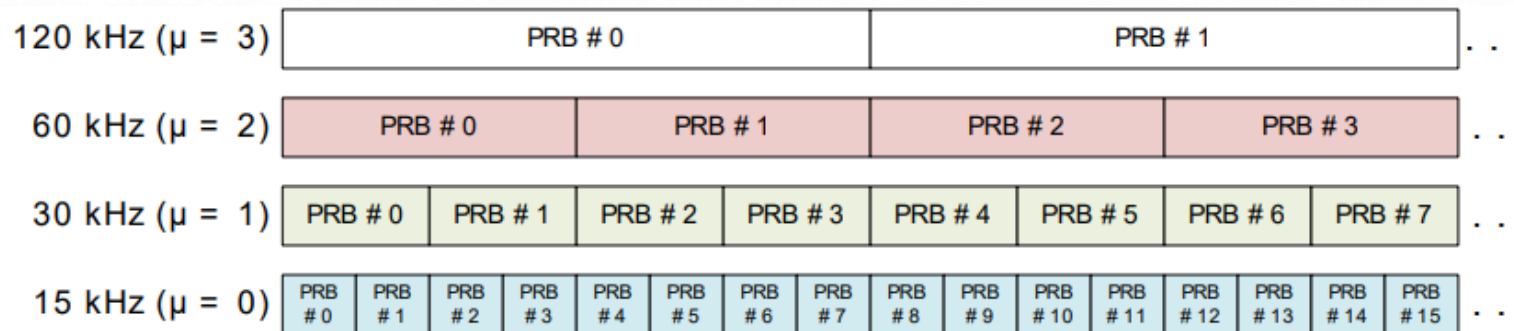 120 kHz (μ = 3) PRB # 0 PRB # 1 . .
60 kHz (μ = 2) PRB # 0 PRB # 1 PRB # 2 PRB # 3 . .
30 kHz (μ = 1) PRB # 0 PRB # 1 PRB # 2 PRB # 3 PRB # 4 PRB # 5 PRB # 6 PRB # 7 . .
PRB PRB PRB PRB PRB PRB PRB PRB PRB PRB PRB PRB PRB PRB PRB PRB
15 kHz (μ = 0) # 0 # 1 # 2 # 3 # 4 # 5 # 6 # 7 # 8 # 9 # 10 # 11 # 12 # 13 # 14 # 15 . .